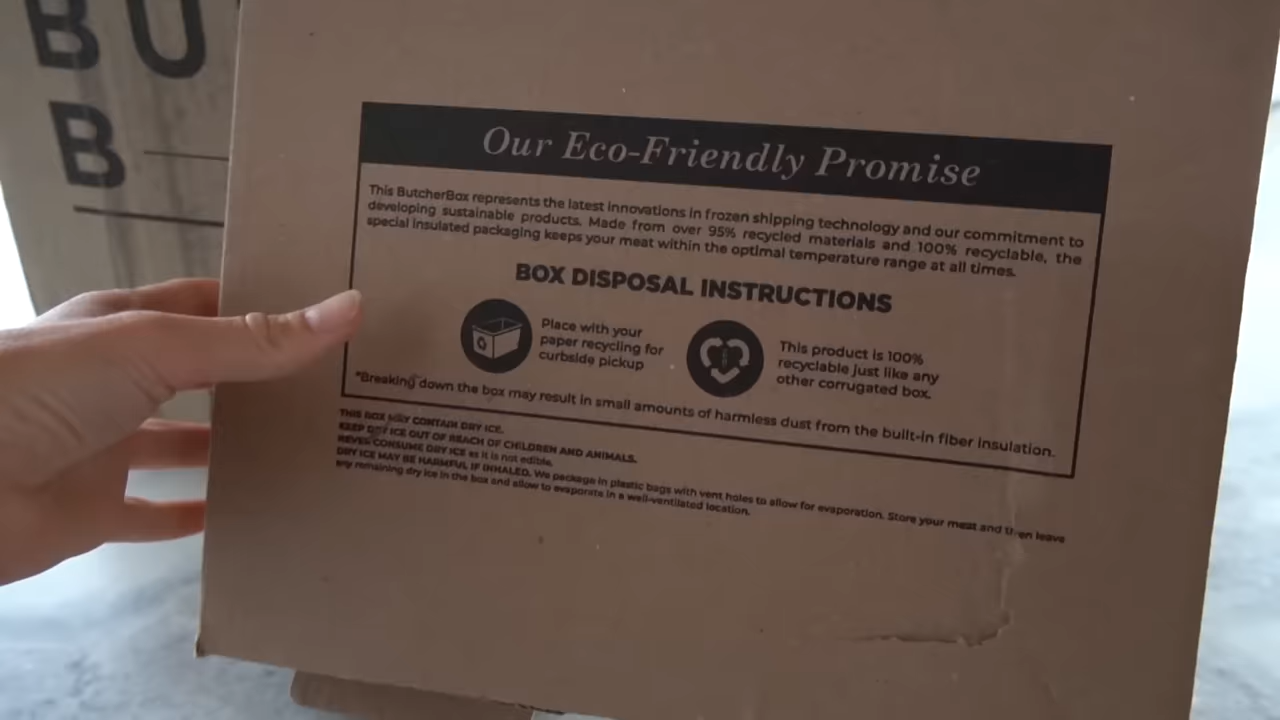 B U
B
Our Eco-Friendly Promise
This ButcherBox represents the latest innovations in frozen shipping technology and our commitment to
developing sustainable products. Made from over 95% recycled materials and 100% recyclable, the
special insulated packaging keeps your meat within the optimal temperature range at all times.
BOX DISPOSAL INSTRUCTIONS
Place with your
paper recycling for
curbside pickup
This product is 100%
recyclable just like any
other corrugated box.
*Breaking down the box may result in small amounts of harmless dust from the built-in fiber insulation.
THIS BOX MAY CONTAIN DRY ICE.
KEEP DRY ICE OUT OF REACH OF CHILDREN AND ANIMALS.
NEVER CONSUME DRY ICE as it is not edible.
DRY ICE MAY BE HARMFUL IF INHALED. We package in plastic bags with vent holes to allow for evaporation. Store your meat and then leave
any remaining dry ice in the box and allow to evaporate in a well-ventilated location.